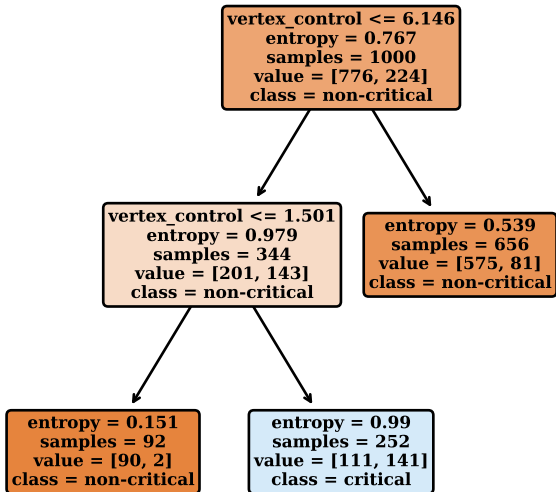 vertex_control <= 6.146
entropy = 0.767
samples = 1000
value = [776, 224]
class = non-critical
vertex_control <= 1.501
entropy = 0.979
samples = 344
value = [201, 143]
class = non-critical
entropy = 0.539
samples = 656
value = [575, 81]
class = non-critical
entropy = 0.151
samples = 92
value = [90, 2]
class = non-critical
entropy = 0.99
samples = 252
value = [111, 141]
class = critical